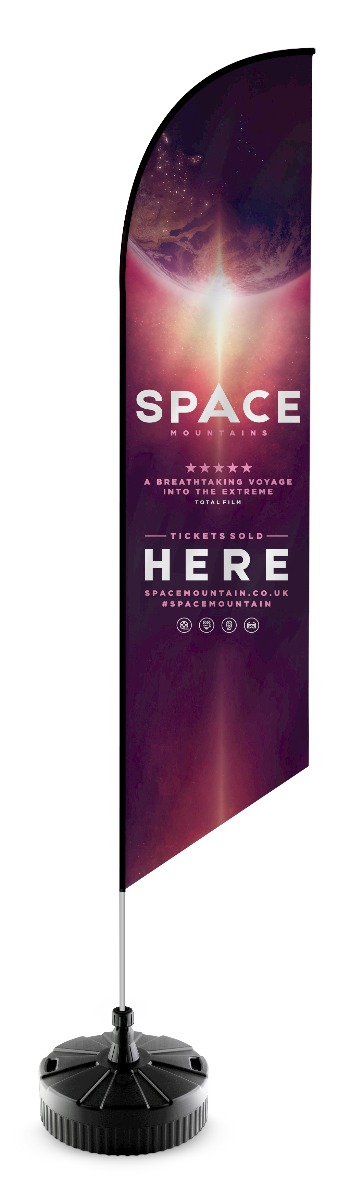 SPACE
MOUNTAINS
A BREATHTAKING VOYAGE
INTO THE EXTREME
TOTAL FILM
TICKETS SOLD
HERE
SPACEMOUNTAIN.CO.UK
#SPACEMOUNTAIN